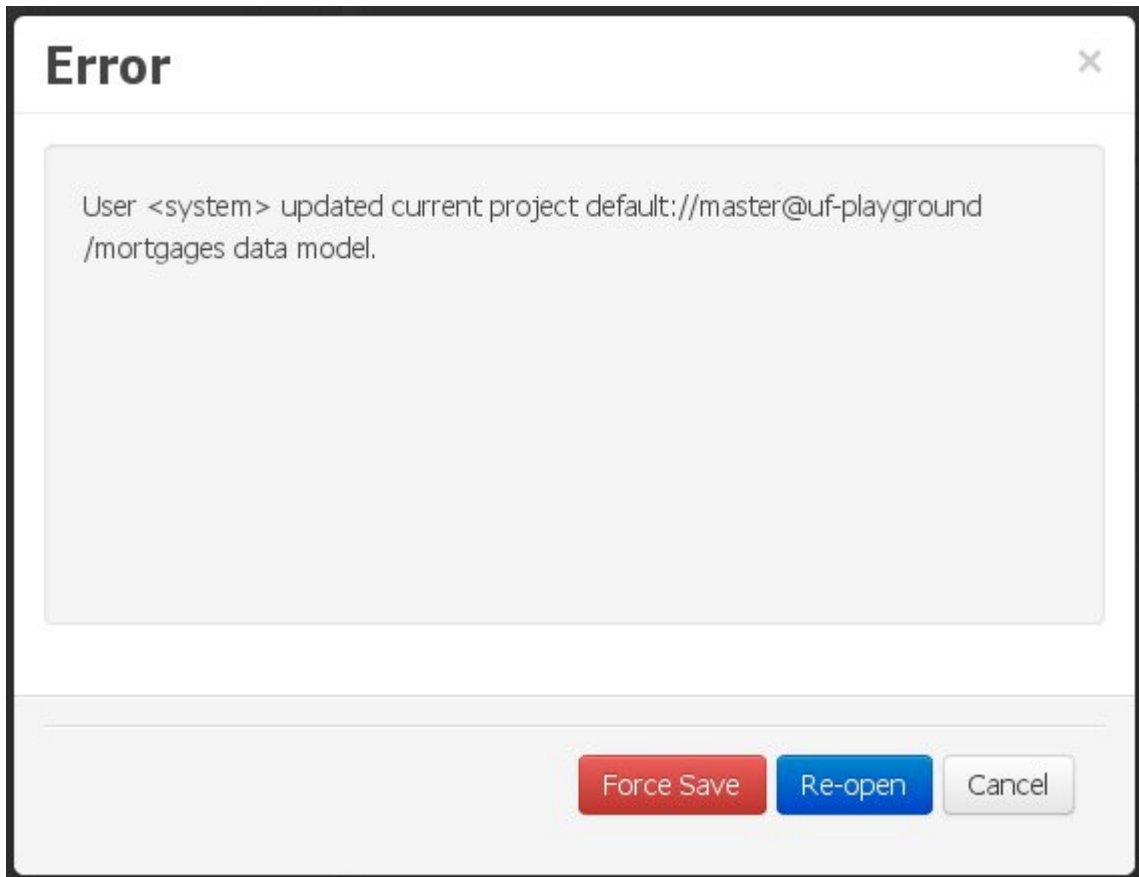 Error
×
User <system> updated current project default://master@uf-playground
/mortgages data model.
Force Save
Re-open
Cancel